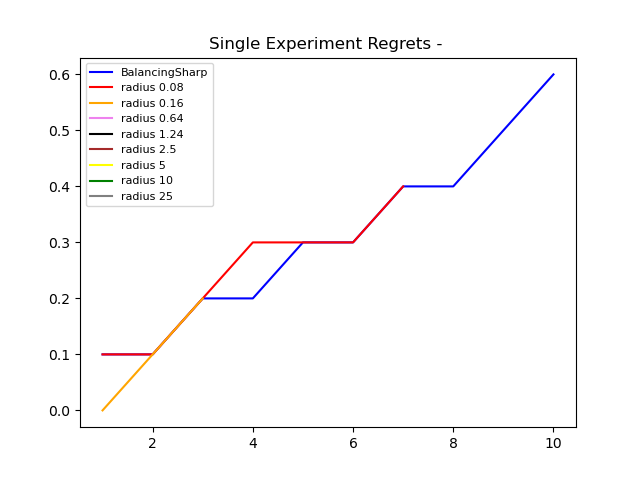 Single Experiment Regrets -
BalancingSharp
radius 0.08
radius 0.16
radius 0.64
radius 1.24
radius 2.5
radius 5
radius 10
radius 25
0.6
0.5
0.4
0.3
0.2
0.1
0.0
2 4 6 8 10